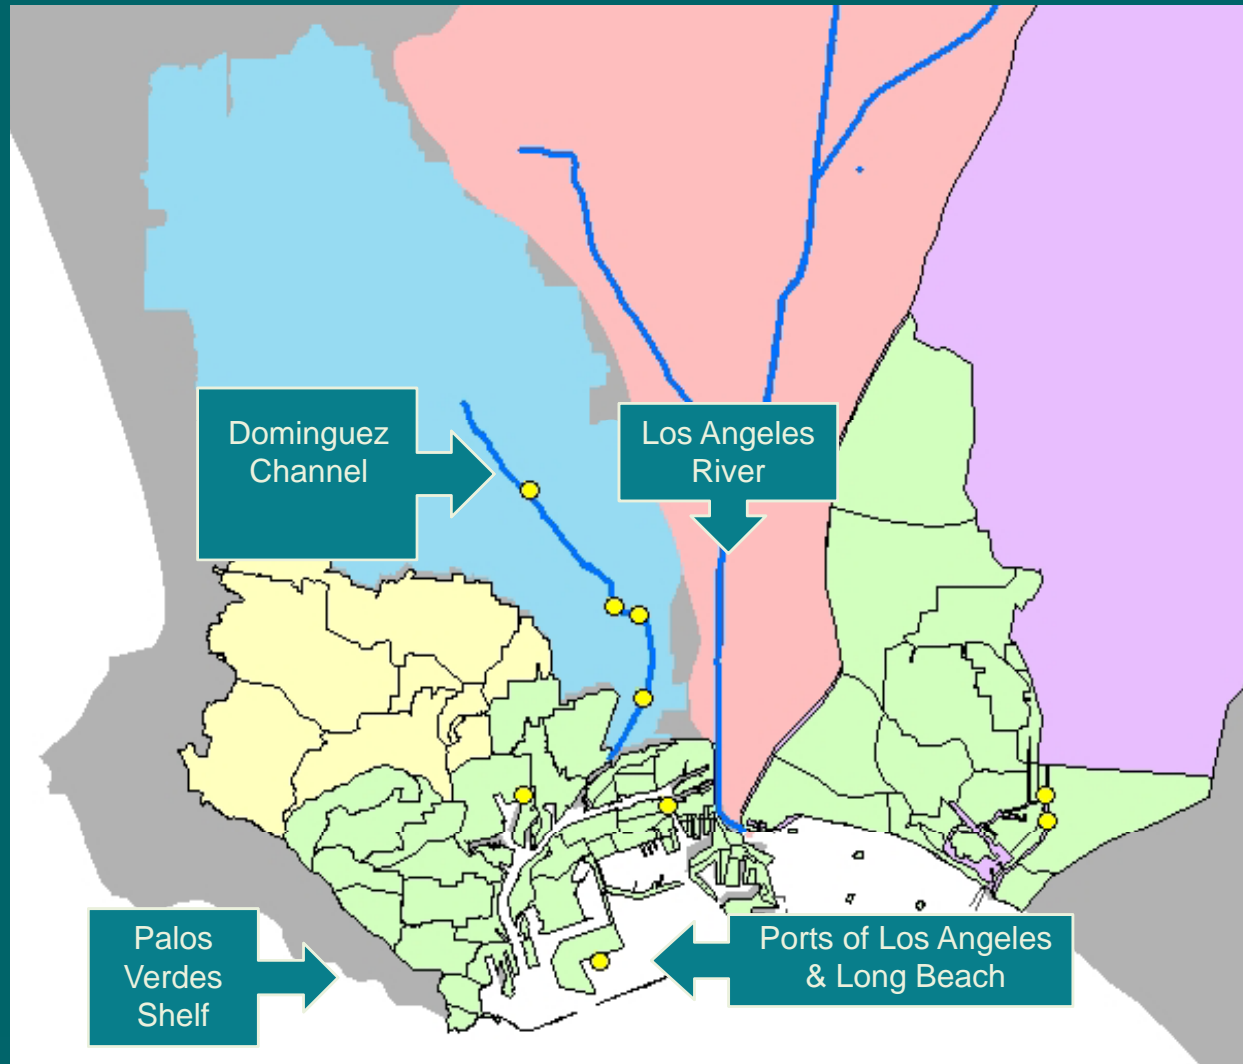 Dominguez
Channel
Los Angeles
River
Palos
Verdes
Shelf
Ports of Los Angeles
& Long Beach